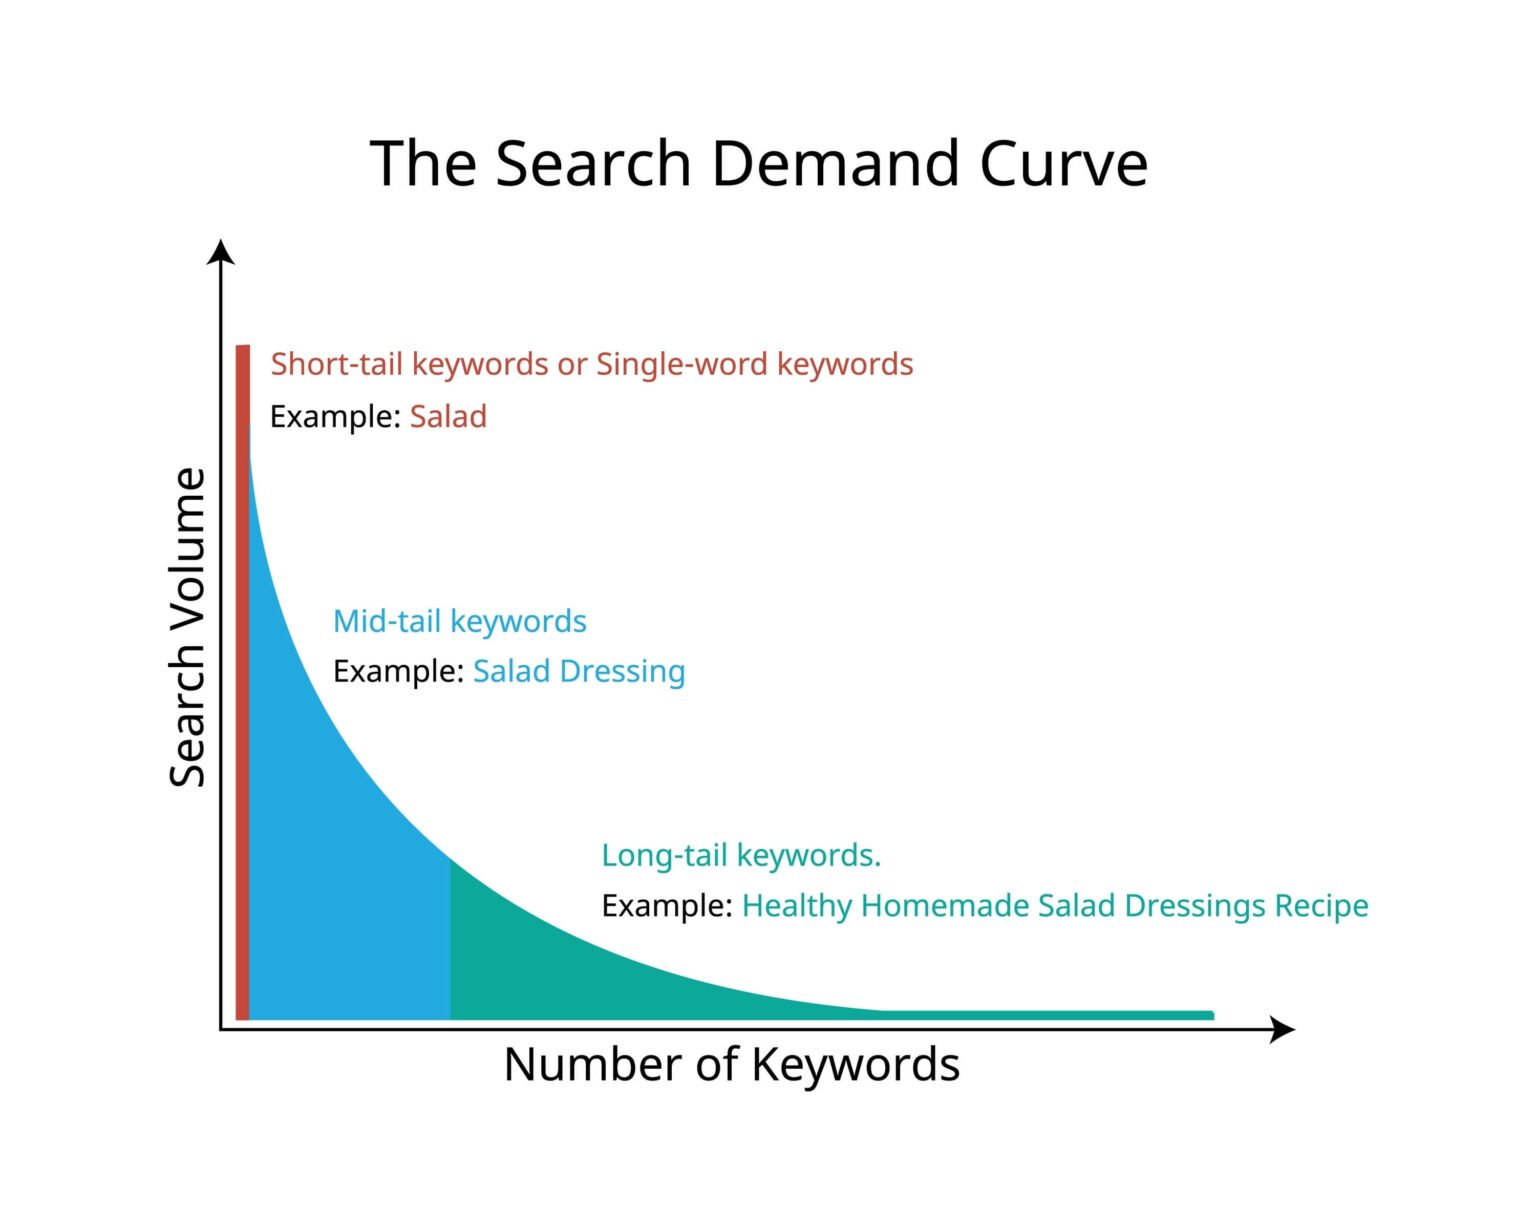 The Search Demand Curve
Short-tail keywords or Single-word keywords
Example: Salad
Search Volume
Mid-tail keywords
Example: Salad Dressing
Long-tail keywords.
Example: Healthy Homemade Salad Dressings Recipe
Number of Keywords